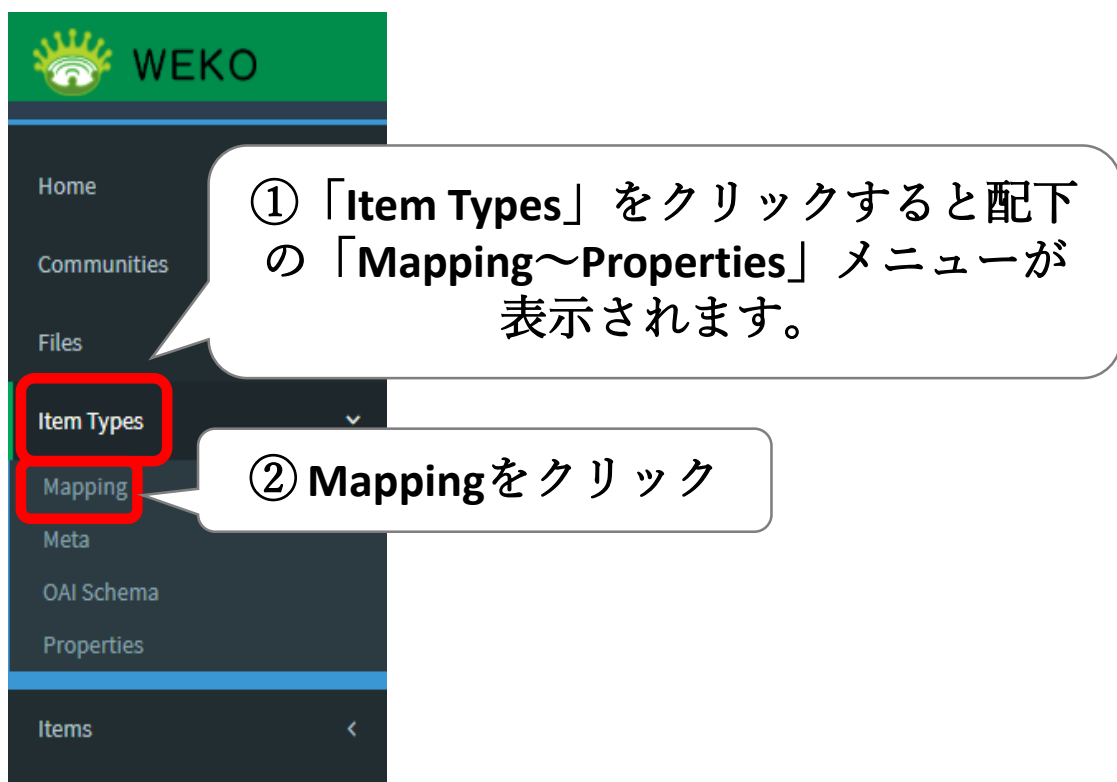 WEKO
Home
Communities
Files
Item Types
Mapping
Meta
OAI Schema
Properties
Items
①「Item Types」をクリックすると配下
の「Mapping～Properties」メニューが
表示されます。
② Mappingをクリック